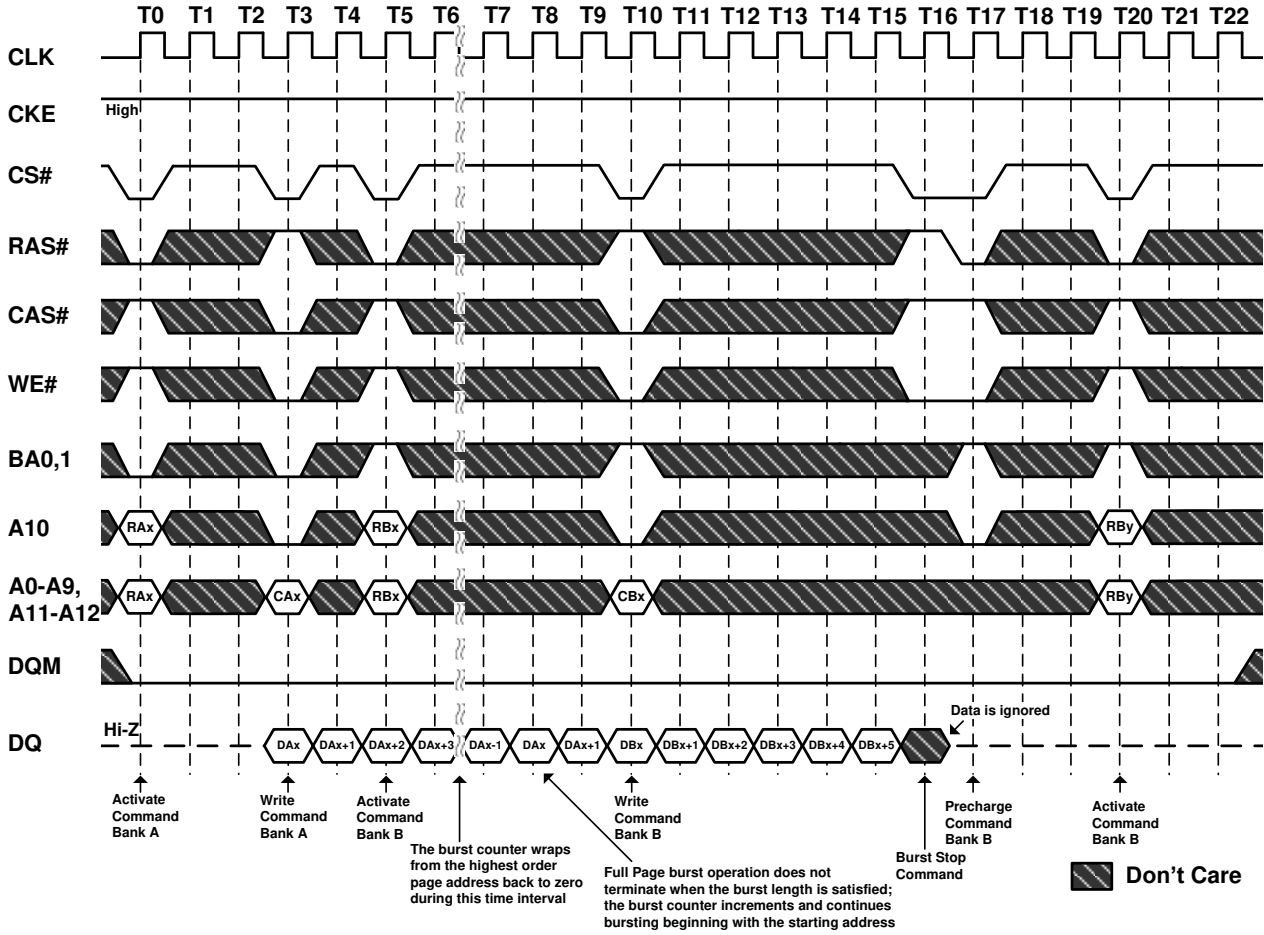 T0 T1 T2 T3 T4 T5 T6 T7 T8 T9 T10 T11 T12 T13 T14 T15 T16 T17 T18 T19 T20 T21 T22
CLK
CKE
High
CS#
RAS#
CAS#
WE#
BA0,1
A10
RAx RBx RBy
A0-A9,
A11-A12
RAx CAx RBx CBx RBy
DQM
DQ
Hi-Z
DAx DAx+1 DAx+2 DAx+3 DAx-1 DAx DAx+1 DBx DBx+1 DBx+2 DBx+3 DBx+4 DBx+5
Data is ignored
Activate
Command
Bank A
Write
Command
Bank A
Activate
Command
Bank B
The burst counter wraps
from the highest order
page address back to zero
during this time interval
Write
Command
Bank B
Full Page burst operation does not
terminate when the burst length is satisfied;
the burst counter increments and continues
bursting beginning with the starting address
Burst Stop
Command
Precharge
Command
Bank B
Activate
Command
Bank B
Don't Care